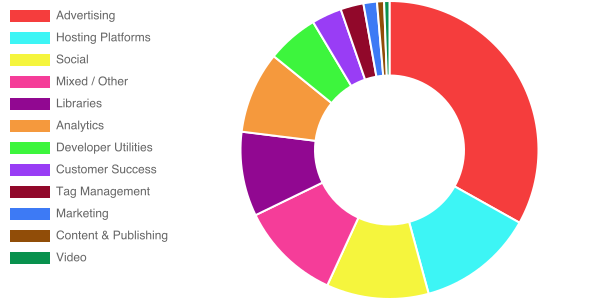 Advertising
Hosting Platforms
Social
Mixed / Other
Libraries
Analytics
Developer Utilities
Customer Success
Tag Management
Marketing
Content & Publishing
Video